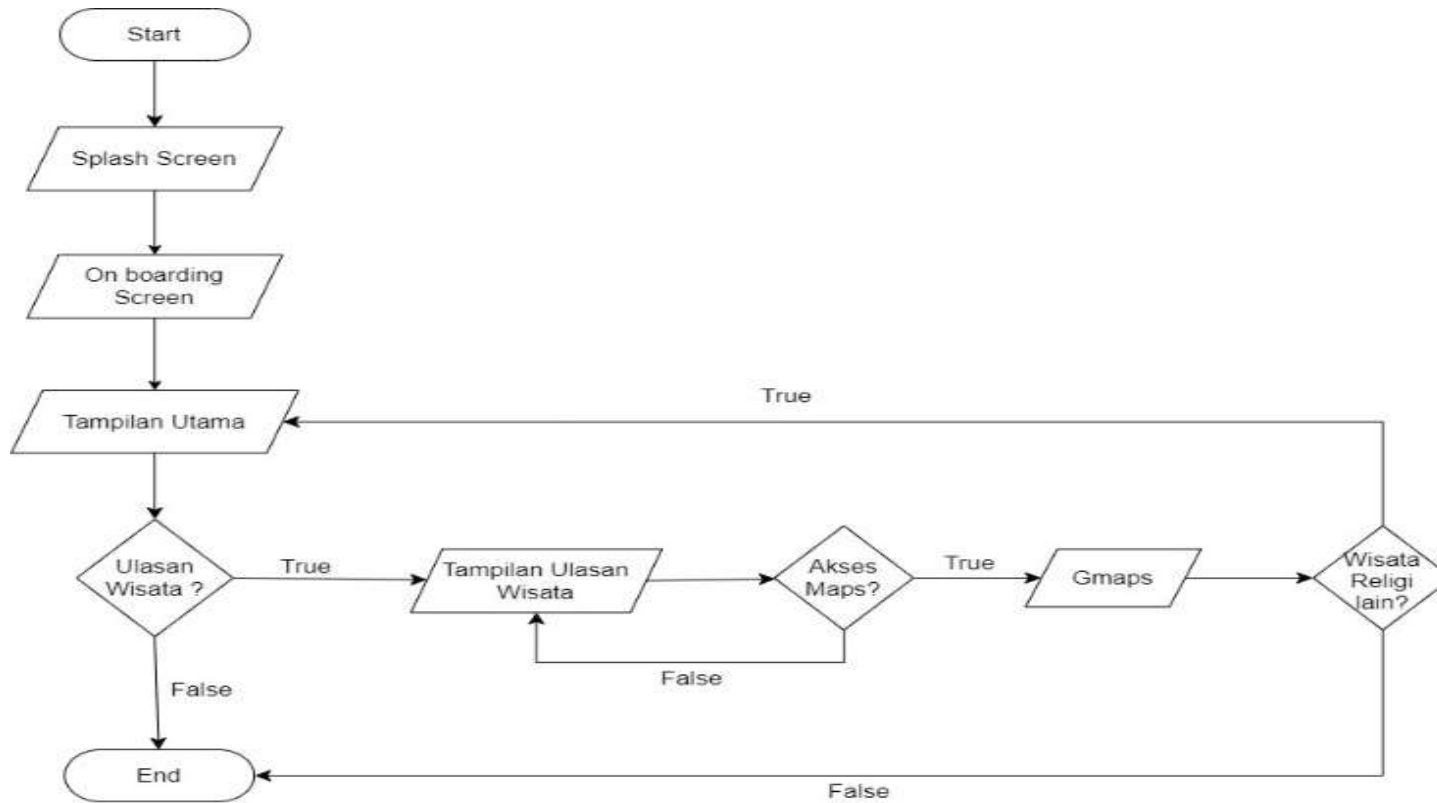 Start
Splash Screen
On boarding
Screen
Tampilan Utama
True
Ulasan
Wisata ?
True
Tampilan Ulasan
Wisata
Akses
Maps?
True
Gmaps
Wisata
Religi
lain?
False
False
End
False